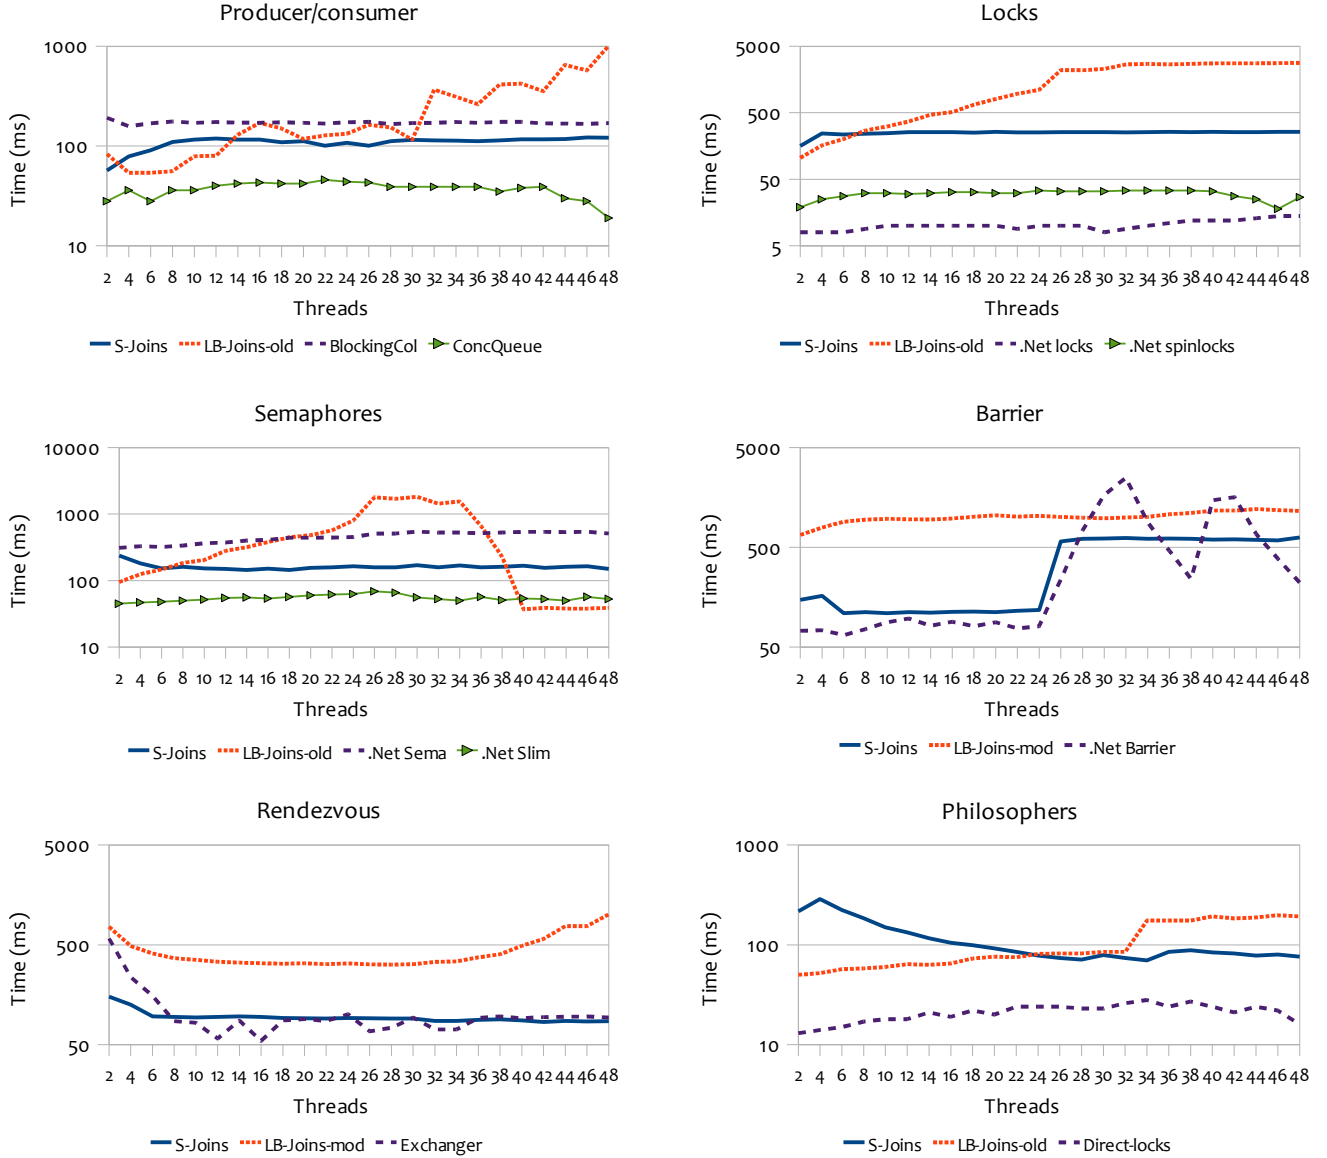 Producer/consumer
Time (ms)
1000
100
10
2 4 6 8 10 12 14 16 18 20 22 24 26 28 30 32 34 36 38 40 42 44 46 48
Threads
S-Joins LB-Joins-old BlockingCol ConcQueue
Locks
Time (ms)
5000
500
50
5
2 4 6 8 10 12 14 16 18 20 22 24 26 28 30 32 34 36 38 40 42 44 46 48
Threads
S-Joins LB-Joins-old .Net locks .Net spinlocks
Semaphores
Time (ms)
10000
1000
100
10
2 4 6 8 10 12 14 16 18 20 22 24 26 28 30 32 34 36 38 40 42 44 46 48
Threads
S-Joins LB-Joins-old .Net Sema .Net Slim
Barrier
Time (ms)
5000
500
50
2 4 6 8 10 12 14 16 18 20 22 24 26 28 30 32 34 36 38 40 42 44 46 48
Threads
S-Joins LB-Joins-mod .Net Barrier
Rendezvous
Time (ms)
5000
500
50
2 4 6 8 10 12 14 16 18 20 22 24 26 28 30 32 34 36 38 40 42 44 46 48
Threads
S-Joins LB-Joins-mod Exchanger
Philosophers
Time (ms)
1000
100
10
2 4 6 8 10 12 14 16 18 20 22 24 26 28 30 32 34 36 38 40 42 44 46 48
Threads
S-Joins LB-Joins-old Direct-locks